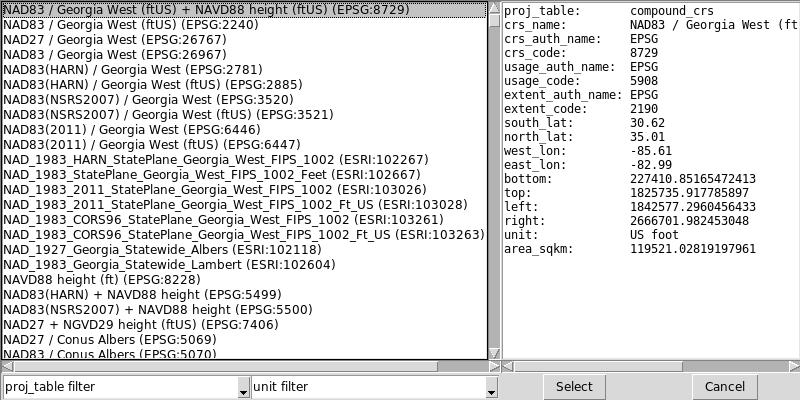 NAD83 / Georgia West (ftUS) + NAVD88 height (ftUS) (EPSG:8729)
NAD83 / Georgia West (ftUS) (EPSG:2240)
NAD27 / Georgia West (EPSG:26767)
NAD83 / Georgia West (EPSG:26967)
NAD83(HARN) / Georgia West (EPSG:2781)
NAD83(HARN) / Georgia West (ftUS) (EPSG:2885)
NAD83(NSRS2007) / Georgia West (EPSG:3520)
NAD83(NSRS2007) / Georgia West (ftUS) (EPSG:3521)
NAD83(2011) / Georgia West (EPSG:6446)
NAD83(2011) / Georgia West (ftUS) (EPSG:6447)
NAD_1983_HARN_StatePlane_Georgia_West_FIPS_1002 (ESRI:102267)
NAD_1983_StatePlane_Georgia_West_FIPS_1002_Feet (ESRI:102667)
NAD_1983_2011_StatePlane_Georgia_West_FIPS_1002 (ESRI:103026)
NAD_1983_2011_StatePlane_Georgia_West_FIPS_1002_Ft_US (ESRI:103028)
NAD_1983_CORS96_StatePlane_Georgia_West_FIPS_1002 (ESRI:103261)
NAD_1983_CORS96_StatePlane_Georgia_West_FIPS_1002_Ft_US (ESRI:103263)
NAD_1927_Georgia_Statewide_Albers (ESRI:102118)
NAD_1983_Georgia_Statewide_Lambert (ESRI:102604)
NAVD88 height (ft) (EPSG:8228)
NAD83(HARN) + NAVD88 height (EPSG:5499)
NAD83(NSRS2007) + NAVD88 height (EPSG:5500)
NAD27 + NGVD29 height (ftUS) (EPSG:7406)
NAD27 / Conus Albers (EPSG:5069)
NAD83 / Conus Albers (EPSG:5070)
proj_table: compound_crs
crs_name: NAD83 / Georgia West (ft
crs_auth_name: EPSG
crs_code: 8729
usage_auth_name: EPSG
usage_code: 5908
extent_auth_name: EPSG
extent_code: 2190
south_lat: 30.62
north_lat: 35.01
west_lon: -85.61
east_lon: -82.99
bottom: 227410.85165472413
top: 1825735.917785897
left: 1842577.2960456433
right: 2666701.982453048
unit: US foot
area_sqkm: 119521.02819197961
proj_table filter
unit filter
Select
Cancel